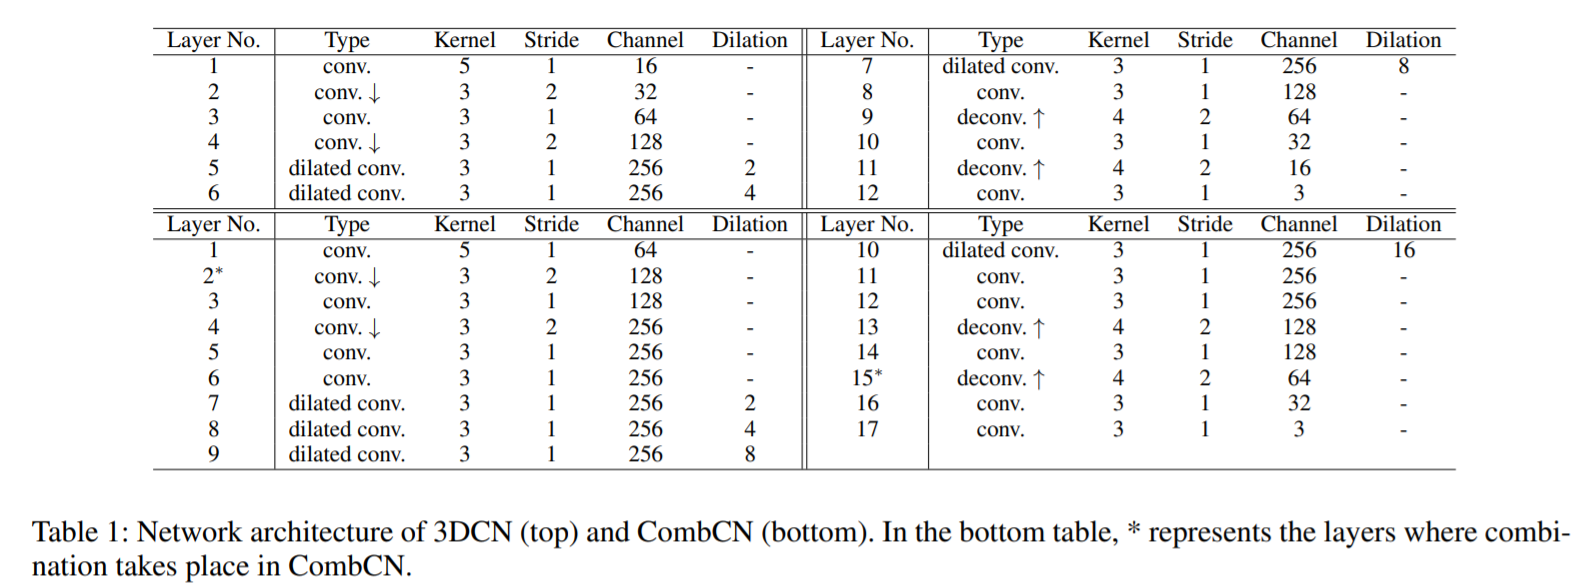 Layer No. Type Kernel Stride Channel Dilation Layer No. Type Kernel Stride Channel Dilation
1 conv. 5 1 16 - 7 dilated conv. 3 1 256 8
2 conv. ↓ 3 2 32 - 8 conv. 3 1 128 -
3 conv. 3 1 64 - 9 deconv. ↑ 4 2 64 -
4 conv. ↓ 3 2 128 - 10 conv. 3 1 32 -
5 dilated conv. 3 1 256 2 11 deconv. ↑ 4 2 16 -
6 dilated conv. 3 1 256 4 12 conv. 3 1 3 -
Layer No. Type Kernel Stride Channel Dilation Layer No. Type Kernel Stride Channel Dilation
1 conv. 5 1 64 - 10 dilated conv. 3 1 256 16
2* conv. ↓ 3 2 128 - 11 conv. 3 1 256 -
3 conv. 3 1 128 - 12 conv. 3 1 256 -
4 conv. ↓ 3 2 256 - 13 deconv. ↑ 4 2 128 -
5 conv. 3 1 256 - 14 conv. 3 1 128 -
6 conv. 3 1 256 - 15* deconv. ↑ 4 2 64 -
7 dilated conv. 3 1 256 2 16 conv. 3 1 32 -
8 dilated conv. 3 1 256 4 17 conv. 3 1 3 -
9 dilated conv. 3 1 256 8
Table 1: Network architecture of 3DCN (top) and CombCN (bottom). In the bottom table, * represents the layers where combi-
nation takes place in CombCN.